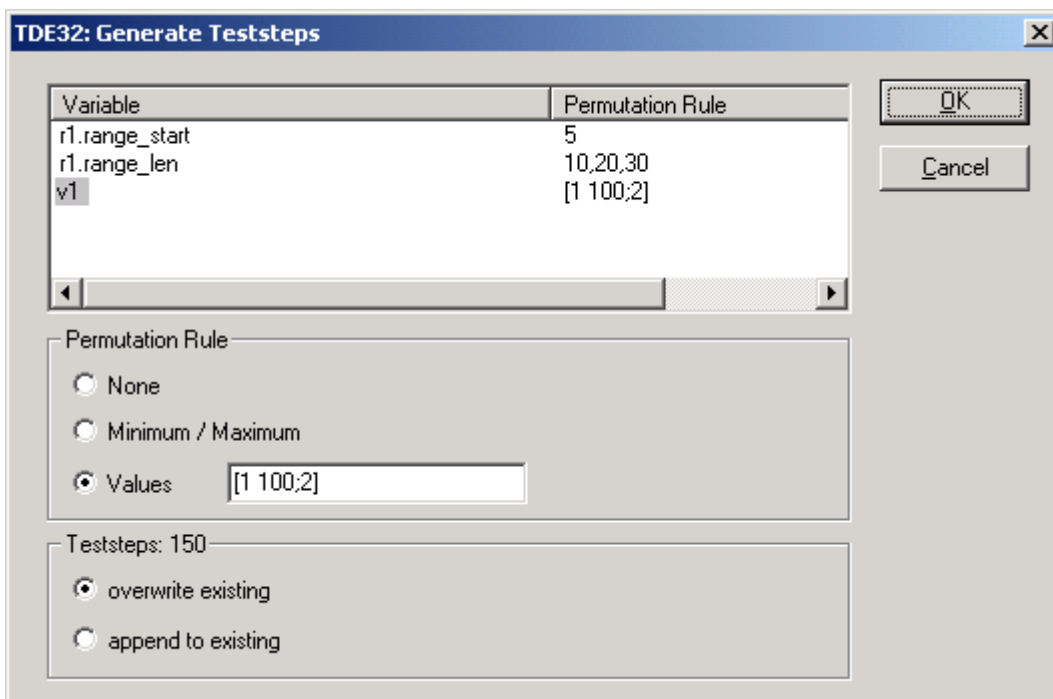 TDE32: Generate Teststeps
Variable Permutation Rule
r1.range_start 5
r1.range_len 10,20,30
v1 [1 100;2]
OK
Cancel
Permutation Rule
None
Minimum / Maximum
Values [1 100;2]
Teststeps: 150
overwrite existing
append to existing